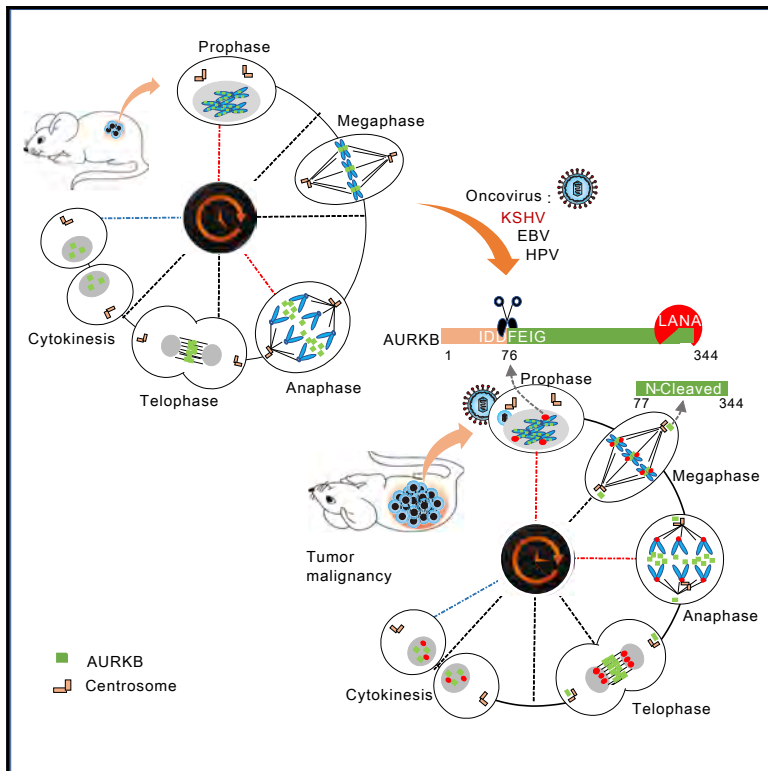 Prophase
Megaphase
Oncovirus :
KSHV
EBV
HPV
Cytokinesis
Telophase
Anaphase
AURKB
IDDFEIG
LANA
1
76
344
Prophase
N-Cleaved
77
344
Megaphase
Tumor
malignancy
Anaphase
AURKB
Centrosome
Cytokinesis
Telophase